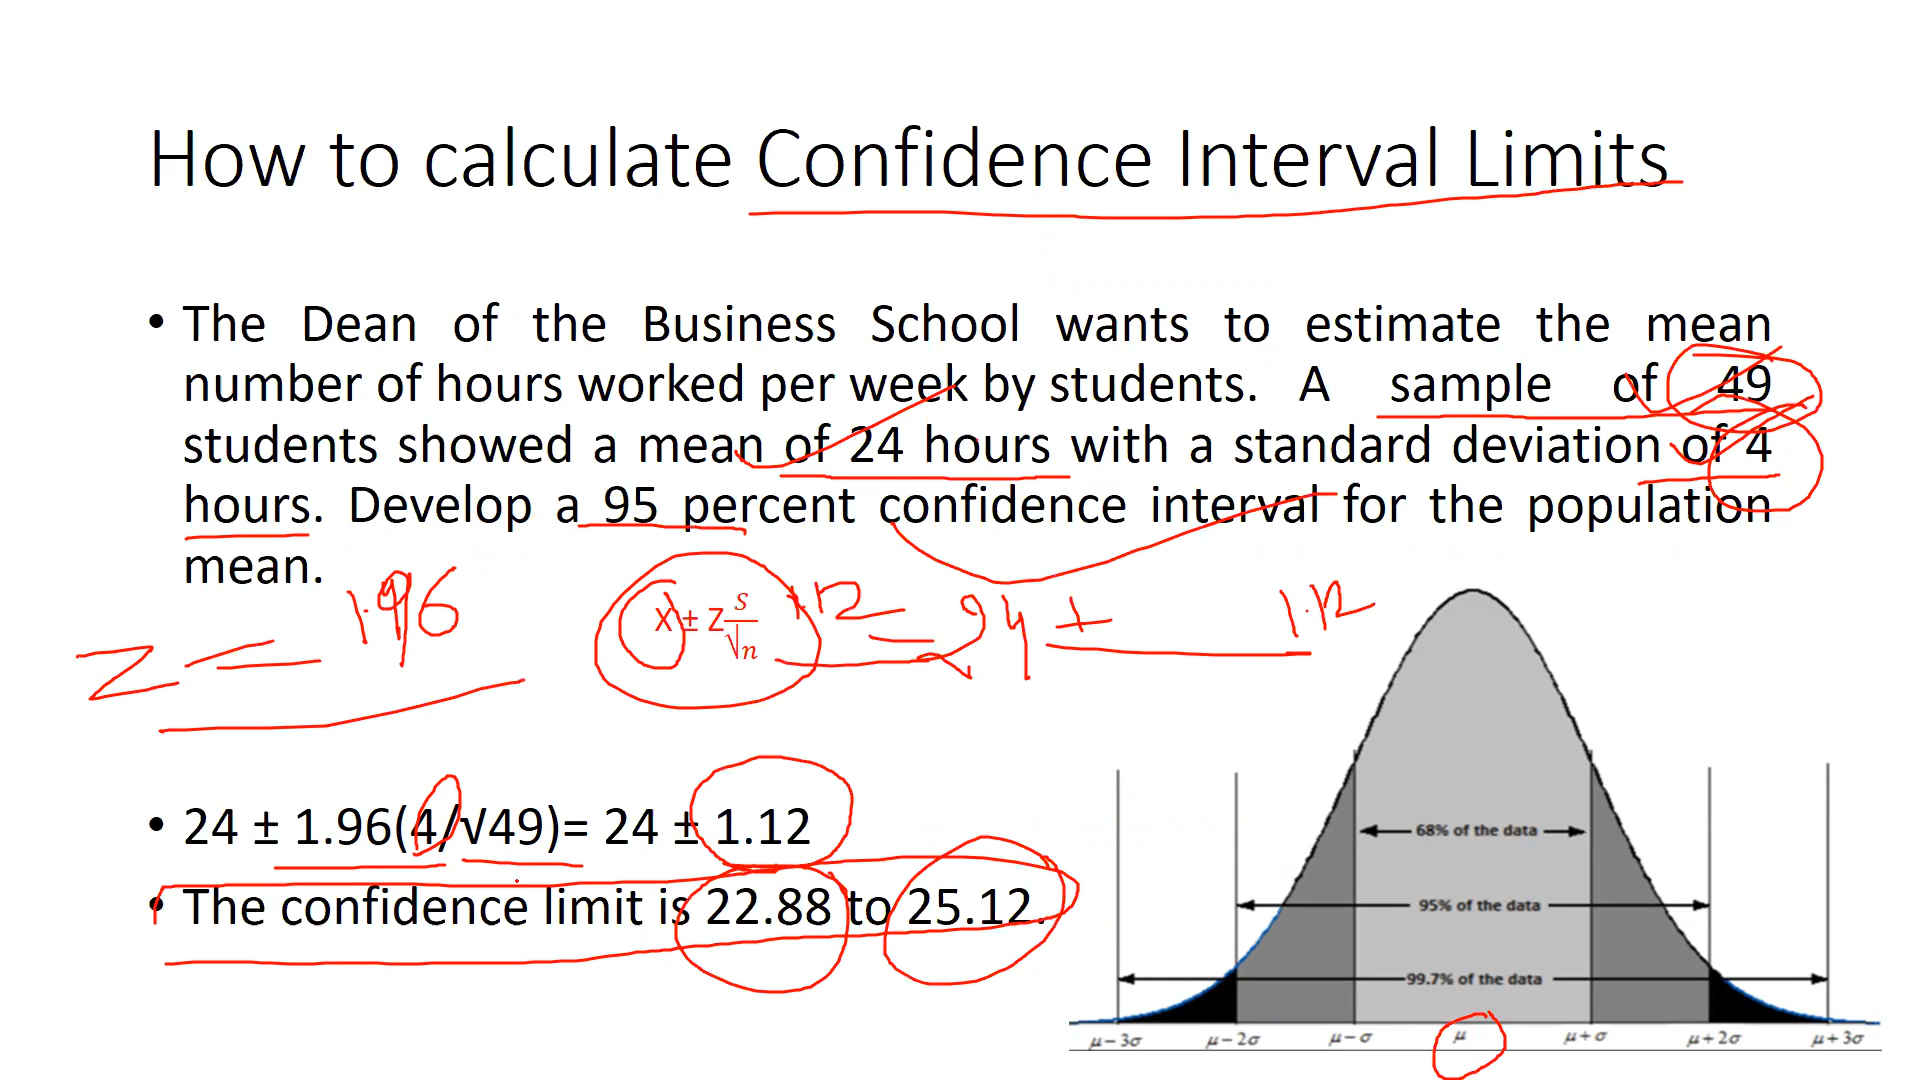 How to calculate Confidence Interval Limits
• The Dean of the Business School wants to estimate the mean
number of hours worked per week by students. A sample of 49
students showed a mean of 24 hours with a standard deviation of 4
hours. Develop a 95 percent confidence interval for the population
mean.
Z = 1.96
X ± Z S/√n
1.12 = 24 ± 1.12
• 24 ± 1.96(4/√49)= 24 ± 1.12
• The confidence limit is 22.88 to 25.12.
68% of the data
95% of the data
99.7% of the data
μ − 3σ μ − 2σ μ − σ μ μ + σ μ + 2σ μ + 3σ